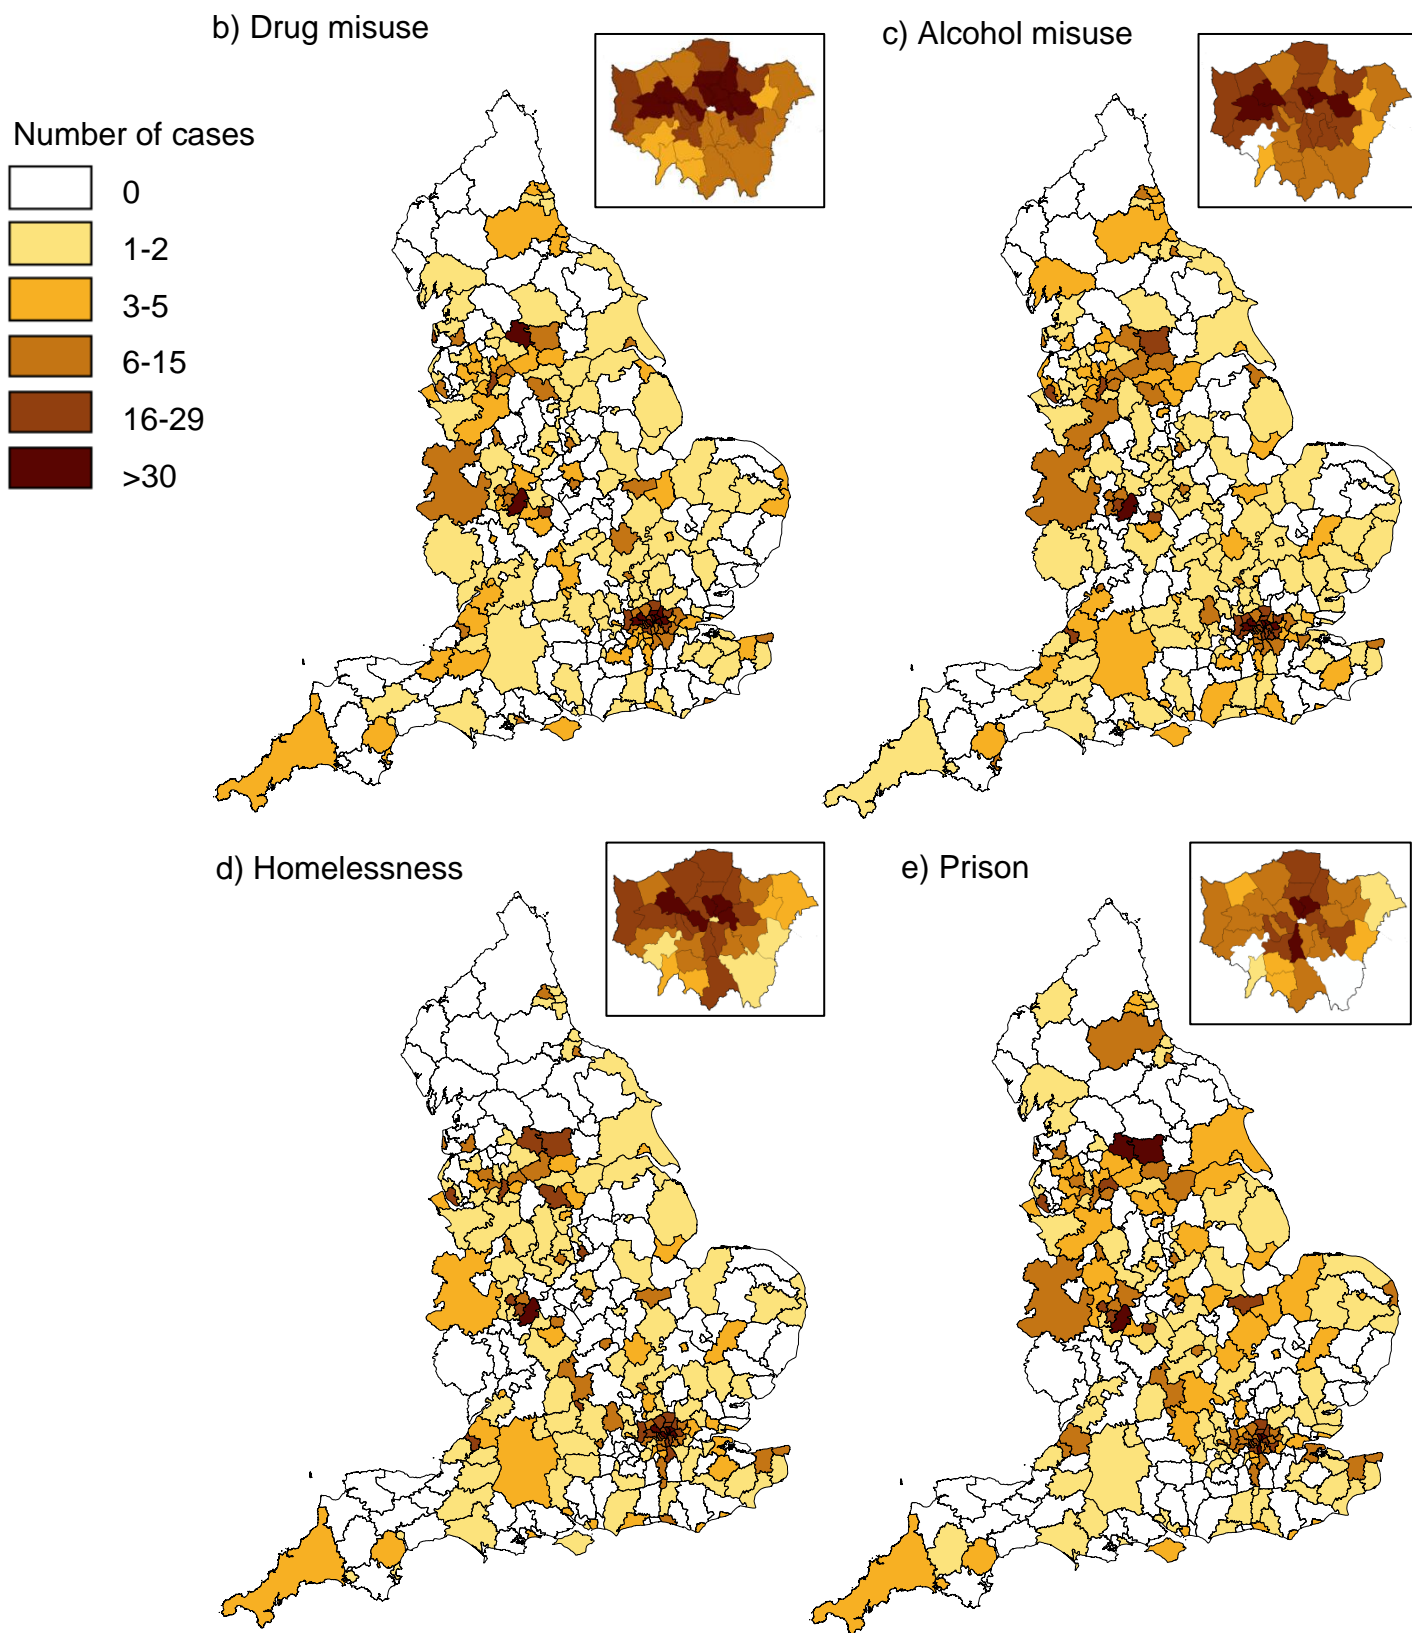 b) Drug misuse
c) Alcohol misuse
Number of cases
0
1-2
3-5
6-15
16-29
>30
d) Homelessness
e) Prison